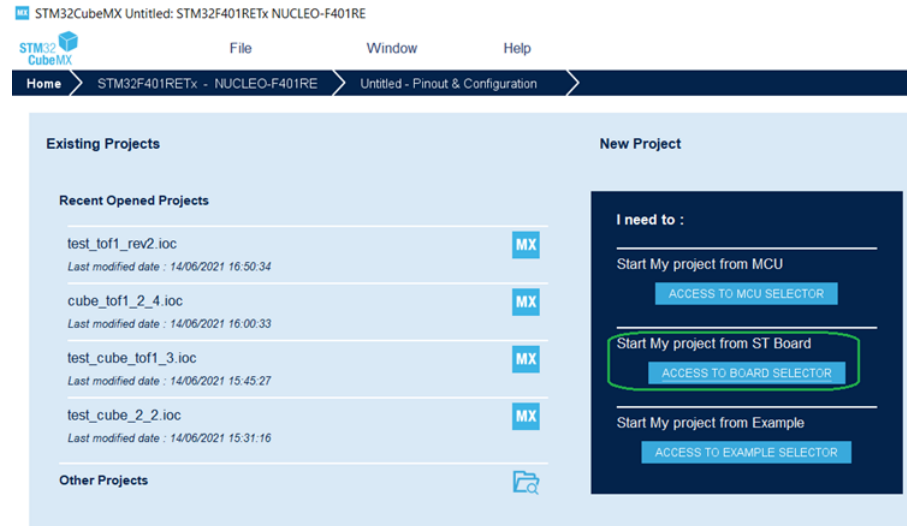 MX STM32CubeMX Untitled: STM32F401RETx NUCLEO-F401RE
STM32
CubeMX
File Window Help
Home STM32F401RETx - NUCLEO-F401RE Untitled - Pinout & Configuration
Existing Projects
Recent Opened Projects
test_tof1_rev2.ioc
Last modified date : 14/06/2021 16:50:34
MX
cube_tof1_2_4.ioc
Last modified date : 14/06/2021 16:00:33
MX
test_cube_tof1_3.ioc
Last modified date : 14/06/2021 15:45:27
MX
test_cube_2_2.ioc
Last modified date : 14/06/2021 15:31:16
MX
Other Projects
New Project
I need to :
Start My project from MCU
ACCESS TO MCU SELECTOR
Start My project from ST Board
ACCESS TO BOARD SELECTOR
Start My project from Example
ACCESS TO EXAMPLE SELECTOR